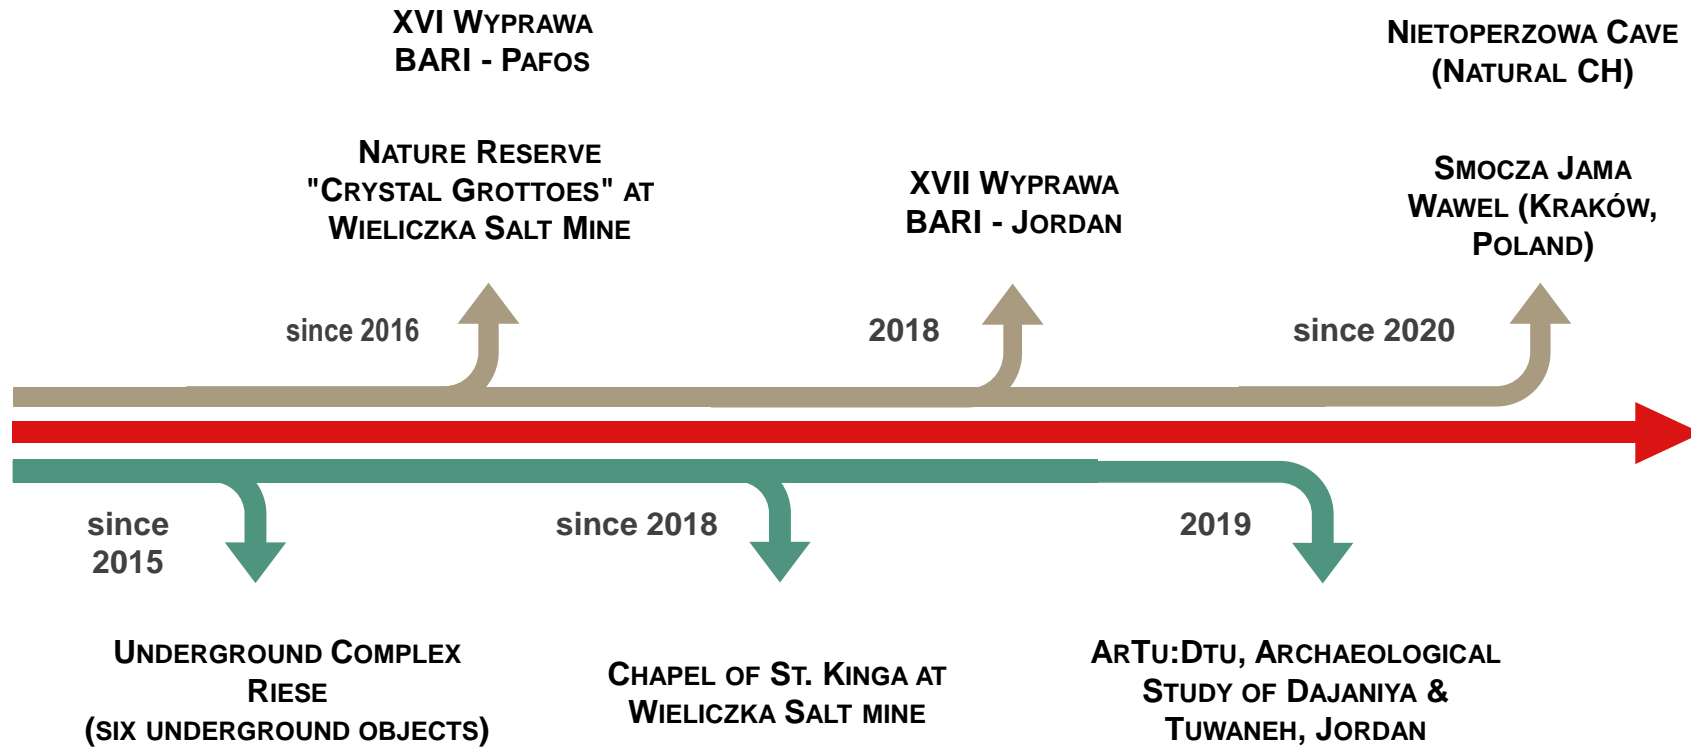 XVI Wyprawa
BARI - Pafos
Nature Reserve
"Crystal Grottoes" at
Wieliczka Salt Mine
since 2016
XVII Wyprawa
BARI - Jordan
2018
Nietoperzowa Cave
(Natural CH)
Smocza Jama
Wawel (Kraków,
Poland)
since 2020
since
2015
Underground Complex
Riese
(six underground objects)
since 2018
Chapel of St. Kinga at
Wieliczka Salt mine
2019
ArTu:Dtu, Archaeological
Study of Dajaniya &
Tuwaneh, Jordan